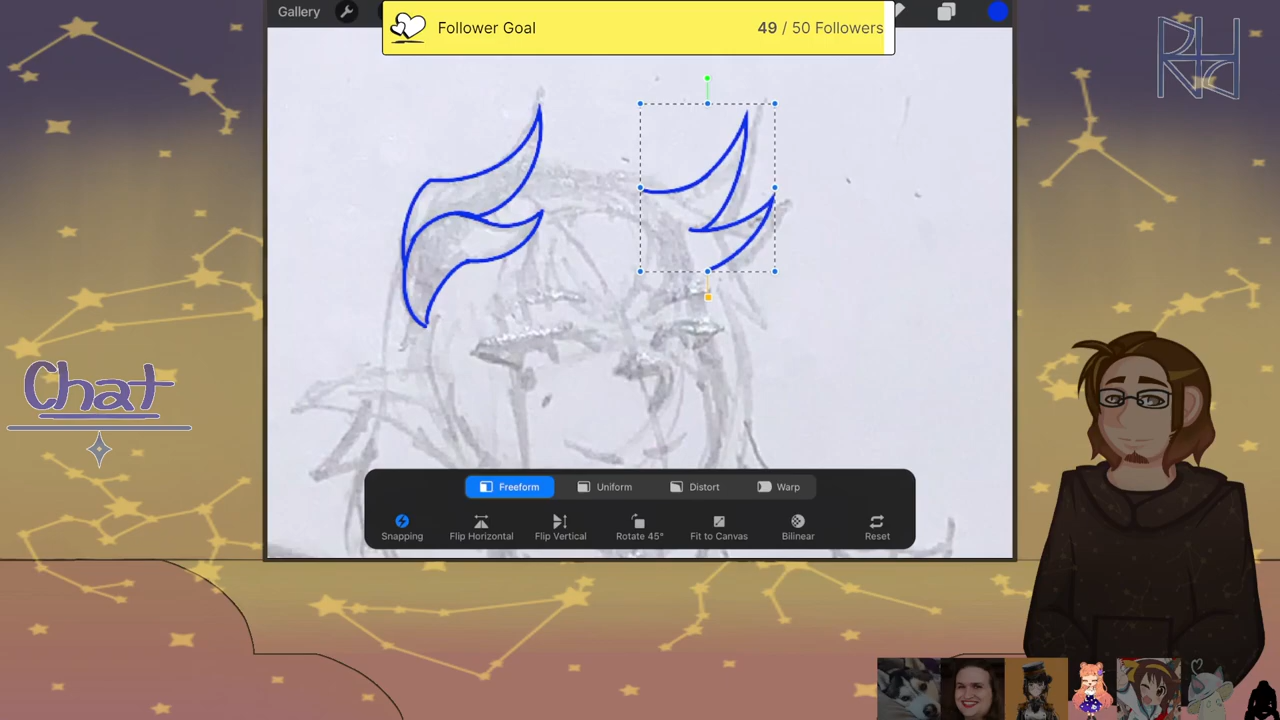 Gallery
Follower Goal
49 / 50 Followers
Chat
Freeform
Uniform
Distort
Warp
Snapping
Flip Horizontal
Flip Vertical
Rotate 45°
Fit to Canvas
Bilinear
Reset